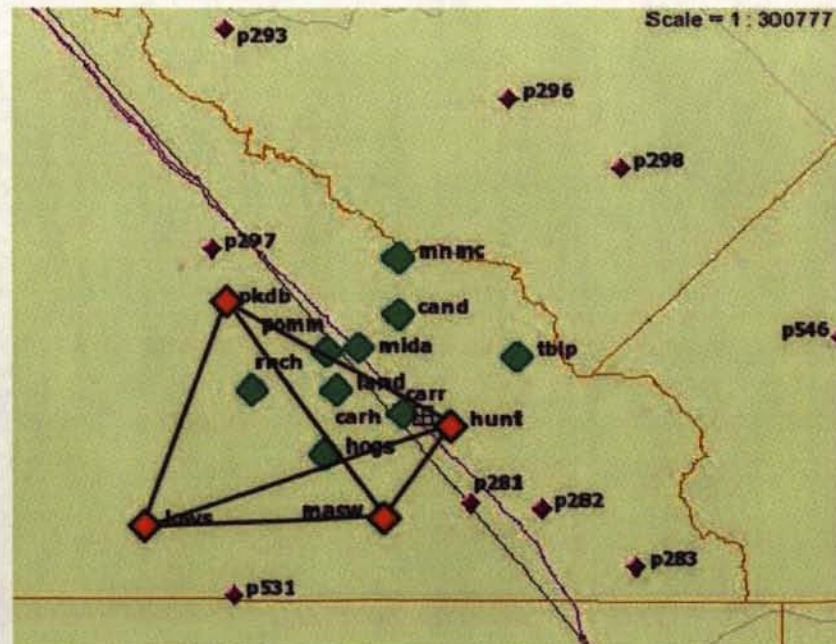 Scale = 1 : 300777
p293
p296
p298
p297
mnmc
pkdb
cand
pomm
mida
tblp
p546
rnch
land
carr
carh
hunt
hogs
p281
masw
p282
p283
p531